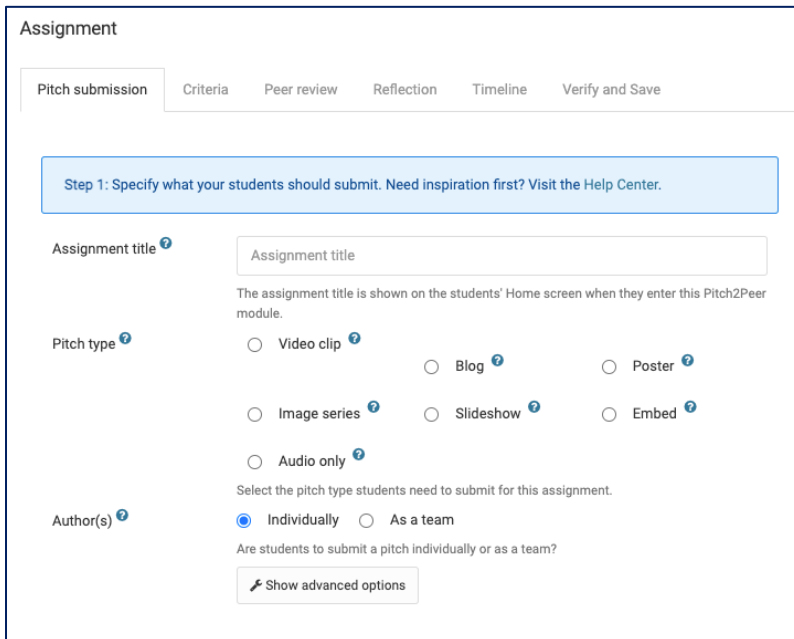 Assignment
Pitch submission Criteria Peer review Reflection Timeline Verify and Save
Step 1: Specify what your students should submit. Need inspiration first? Visit the Help Center.
Assignment title ?
Assignment title
The assignment title is shown on the students' Home screen when they enter this Pitch2Peer
module.
Pitch type ?
Video clip ?
Blog ? Poster ?
Image series ? Slideshow ? Embed ?
Audio only ?
Select the pitch type students need to submit for this assignment.
Author(s) ? Individually As a team
Are students to submit a pitch individually or as a team?
Show advanced options